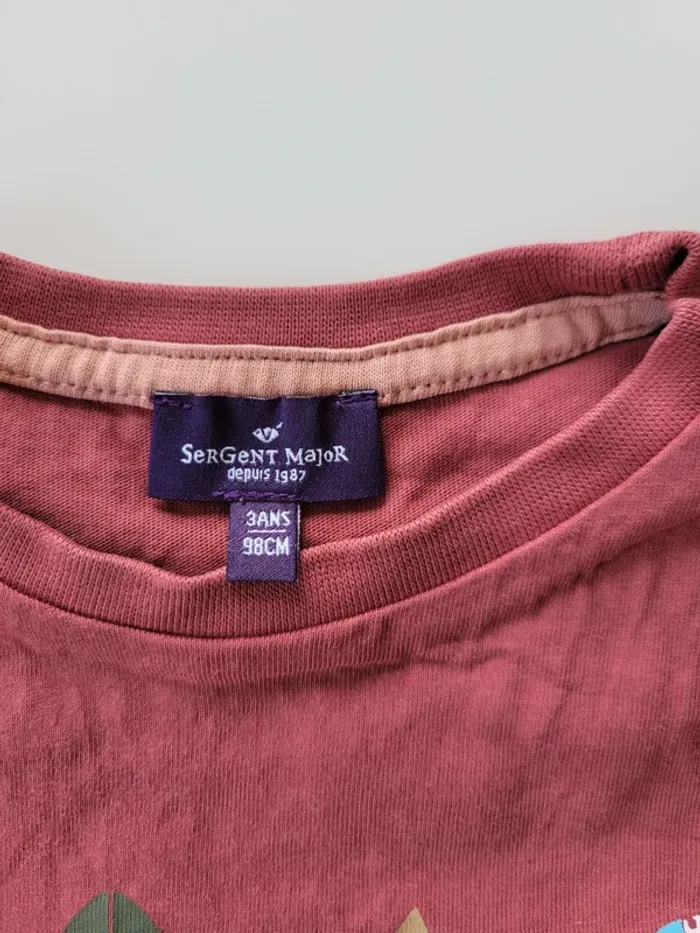 SeRGeNT MaJoR
depuis 1987
3ANS
98CM